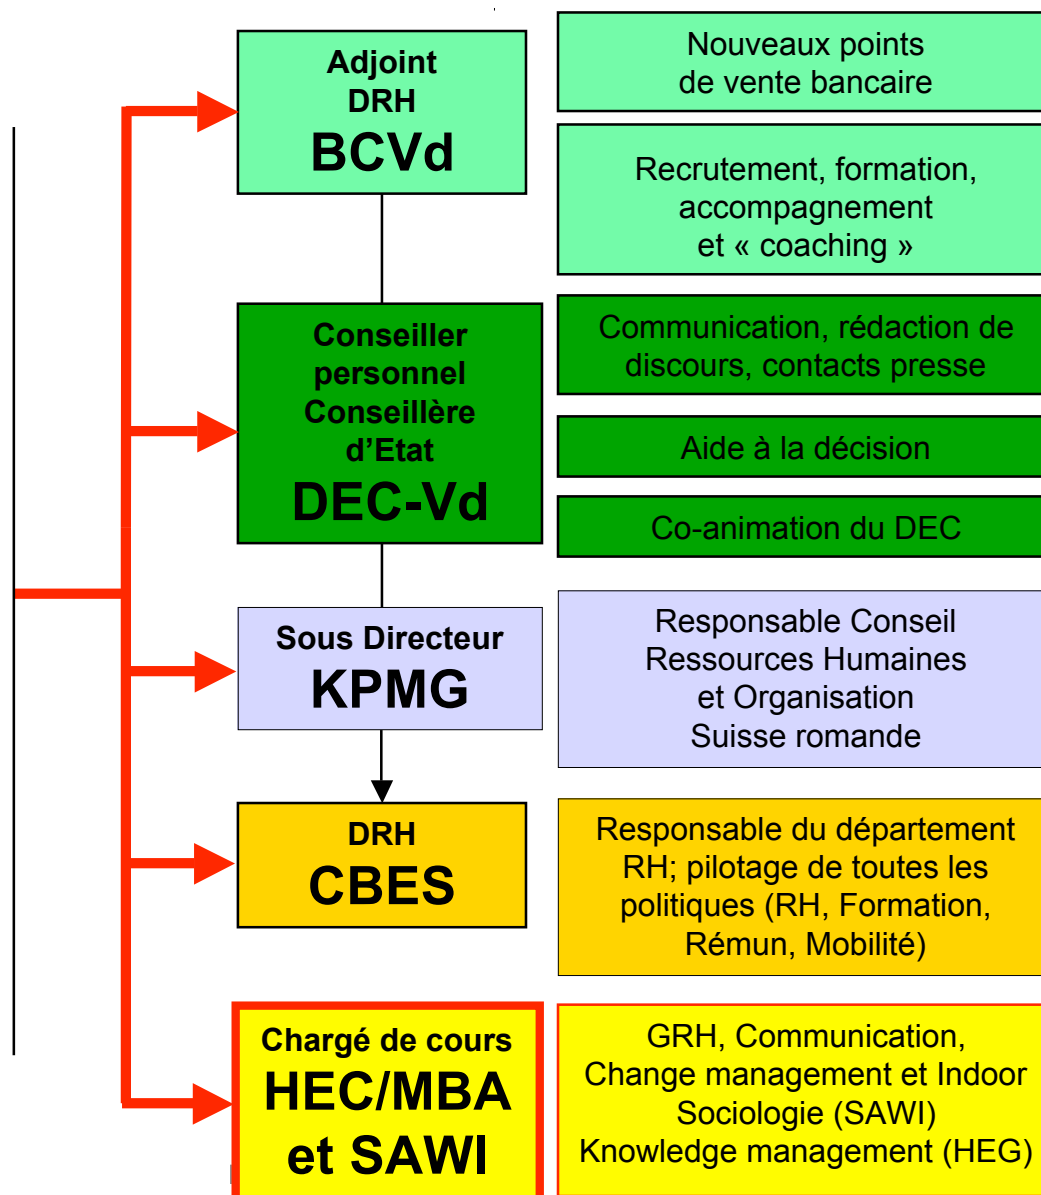 Adjoint
DRH
BCVd
Nouveaux points
de vente bancaire
Recrutement, formation,
accompagnement
et « coaching »
Conseiller
personnel
Conseillère
d’Etat
DEC-Vd
Communication, rédaction de
discours, contacts presse
Aide à la décision
Co-animation du DEC
Sous Directeur
KPMG
Responsable Conseil
Ressources Humaines
et Organisation
Suisse romande
DRH
CBES
Responsable du département
RH; pilotage de toutes les
politiques (RH, Formation,
Rémun, Mobilité)
Chargé de cours
HEC/MBA
et SAWI
GRH, Communication,
Change management et Indoor
Sociologie (SAWI)
Knowledge management (HEG)